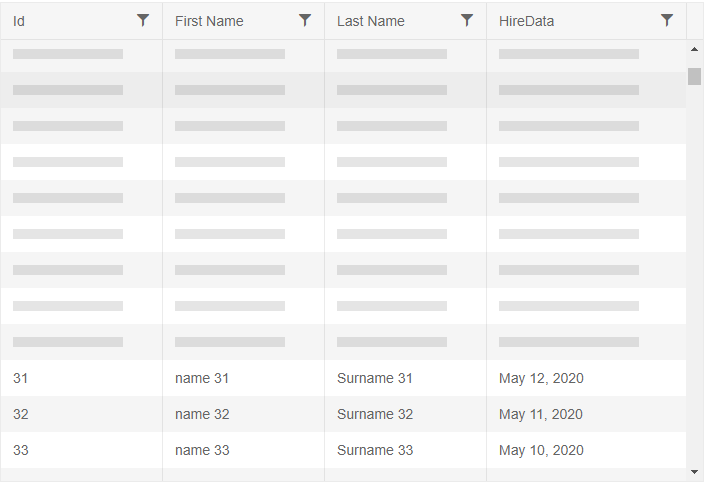 Id First Name Last Name HireData
31 name 31 Surname 31 May 12, 2020
32 name 32 Surname 32 May 11, 2020
33 name 33 Surname 33 May 10, 2020